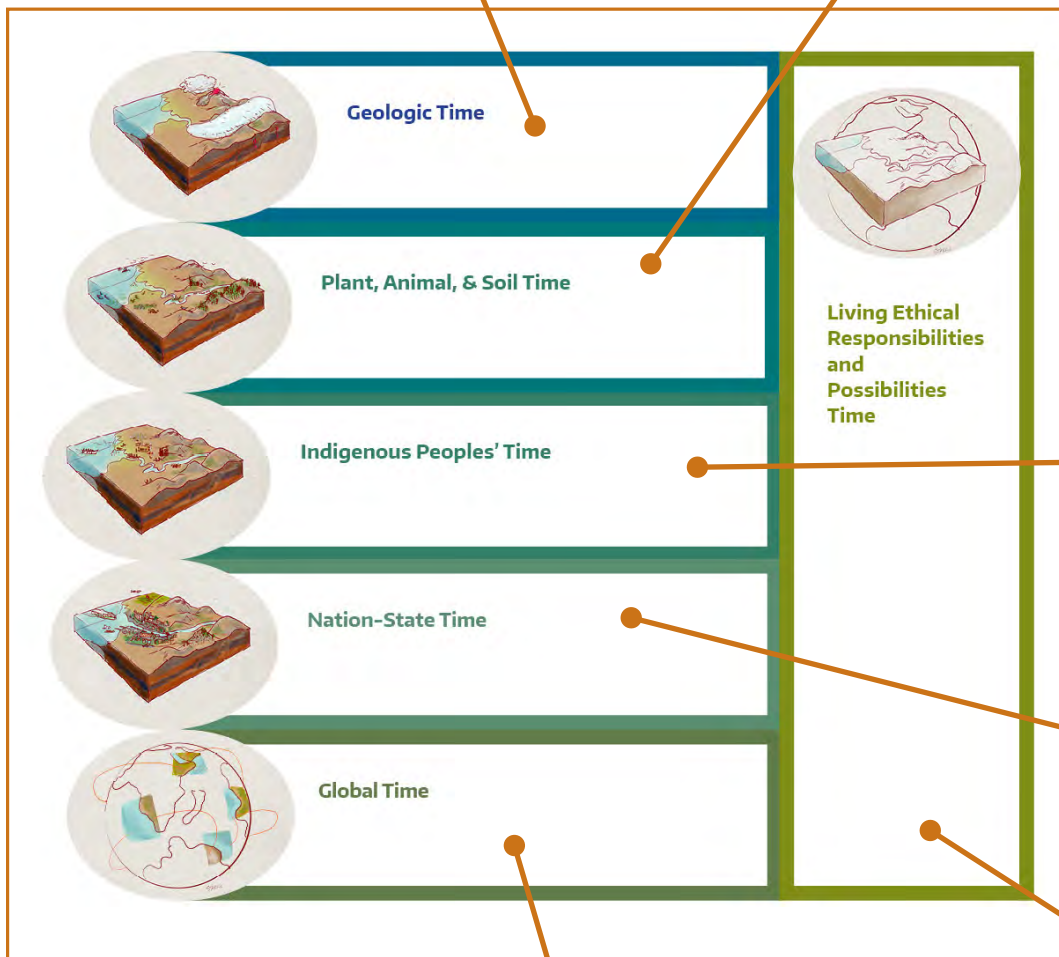 Geologic Time
Plant, Animal, & Soil Time
Indigenous Peoples’ Time
Nation-State Time
Global Time
Living Ethical
Responsibilities
and
Possibilities
Time